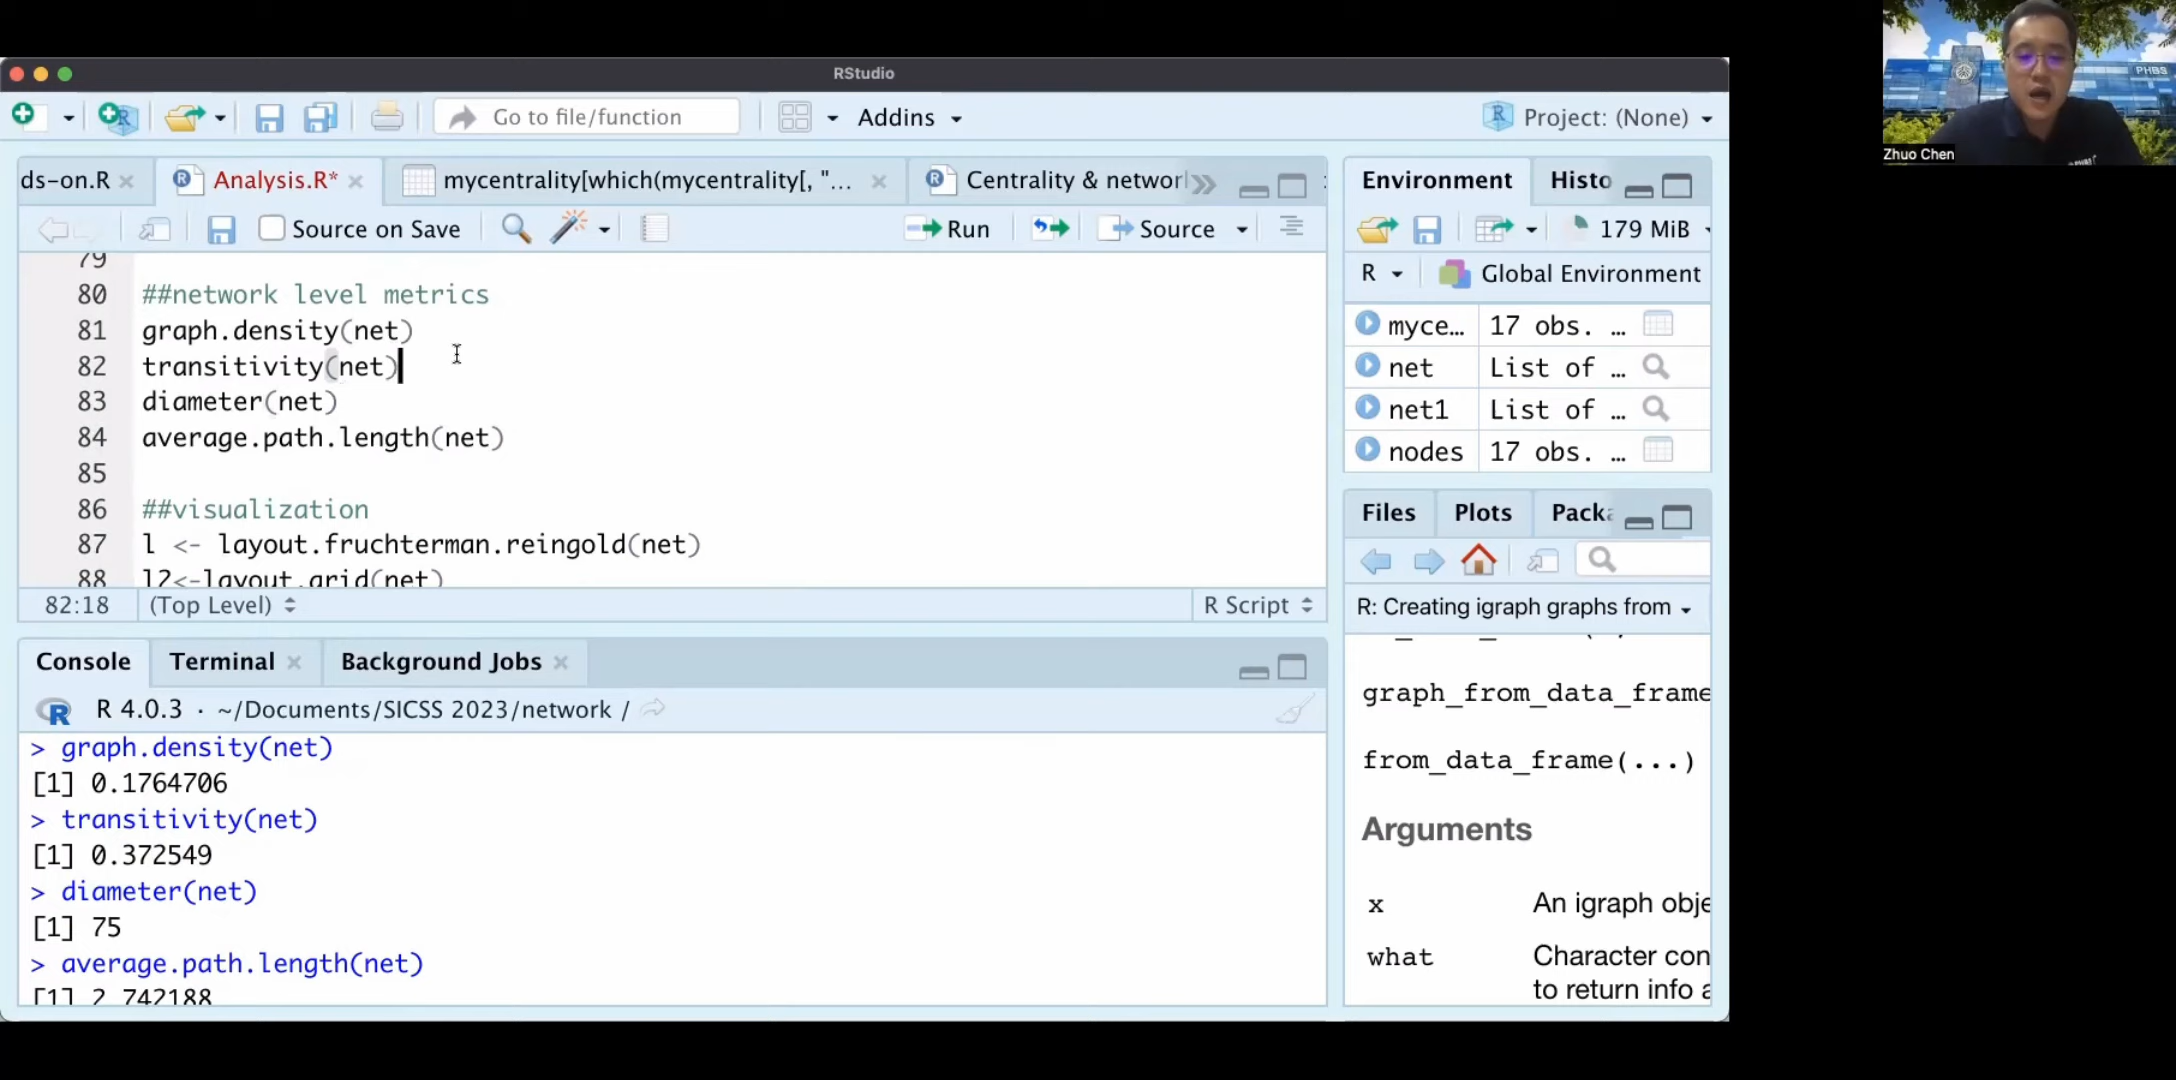 RStudio
Go to file/function
Addins
Project: (None)
ds-on.R
Analysis.R*
mycentrality[which(mycentrality[, "...
Centrality & networ
Source on Save
Run
Source
79
80 ##network level metrics
81 graph.density(net)
82 transitivity(net)
83 diameter(net)
84 average.path.length(net)
85
86 ##visualization
87 l <- layout.fruchterman.reingold(net)
88 l2<-layout.grid(net)
82:18 (Top Level) R Script
Console Terminal Background Jobs
R 4.0.3 · ~/Documents/SICSS 2023/network /
> graph.density(net)
[1] 0.1764706
> transitivity(net)
[1] 0.372549
> diameter(net)
[1] 75
> average.path.length(net)
[1] 2.742188
Environment Histo
179 MiB
R Global Environment
myce... 17 obs. ...
net List of ...
net1 List of ...
nodes 17 obs. ...
Files Plots Packa
R: Creating igraph graphs from
graph_from_data_frame
from_data_frame(...)
Arguments
x An igraph obje
what Character con
to return info a
PHBS
Zhuo Chen